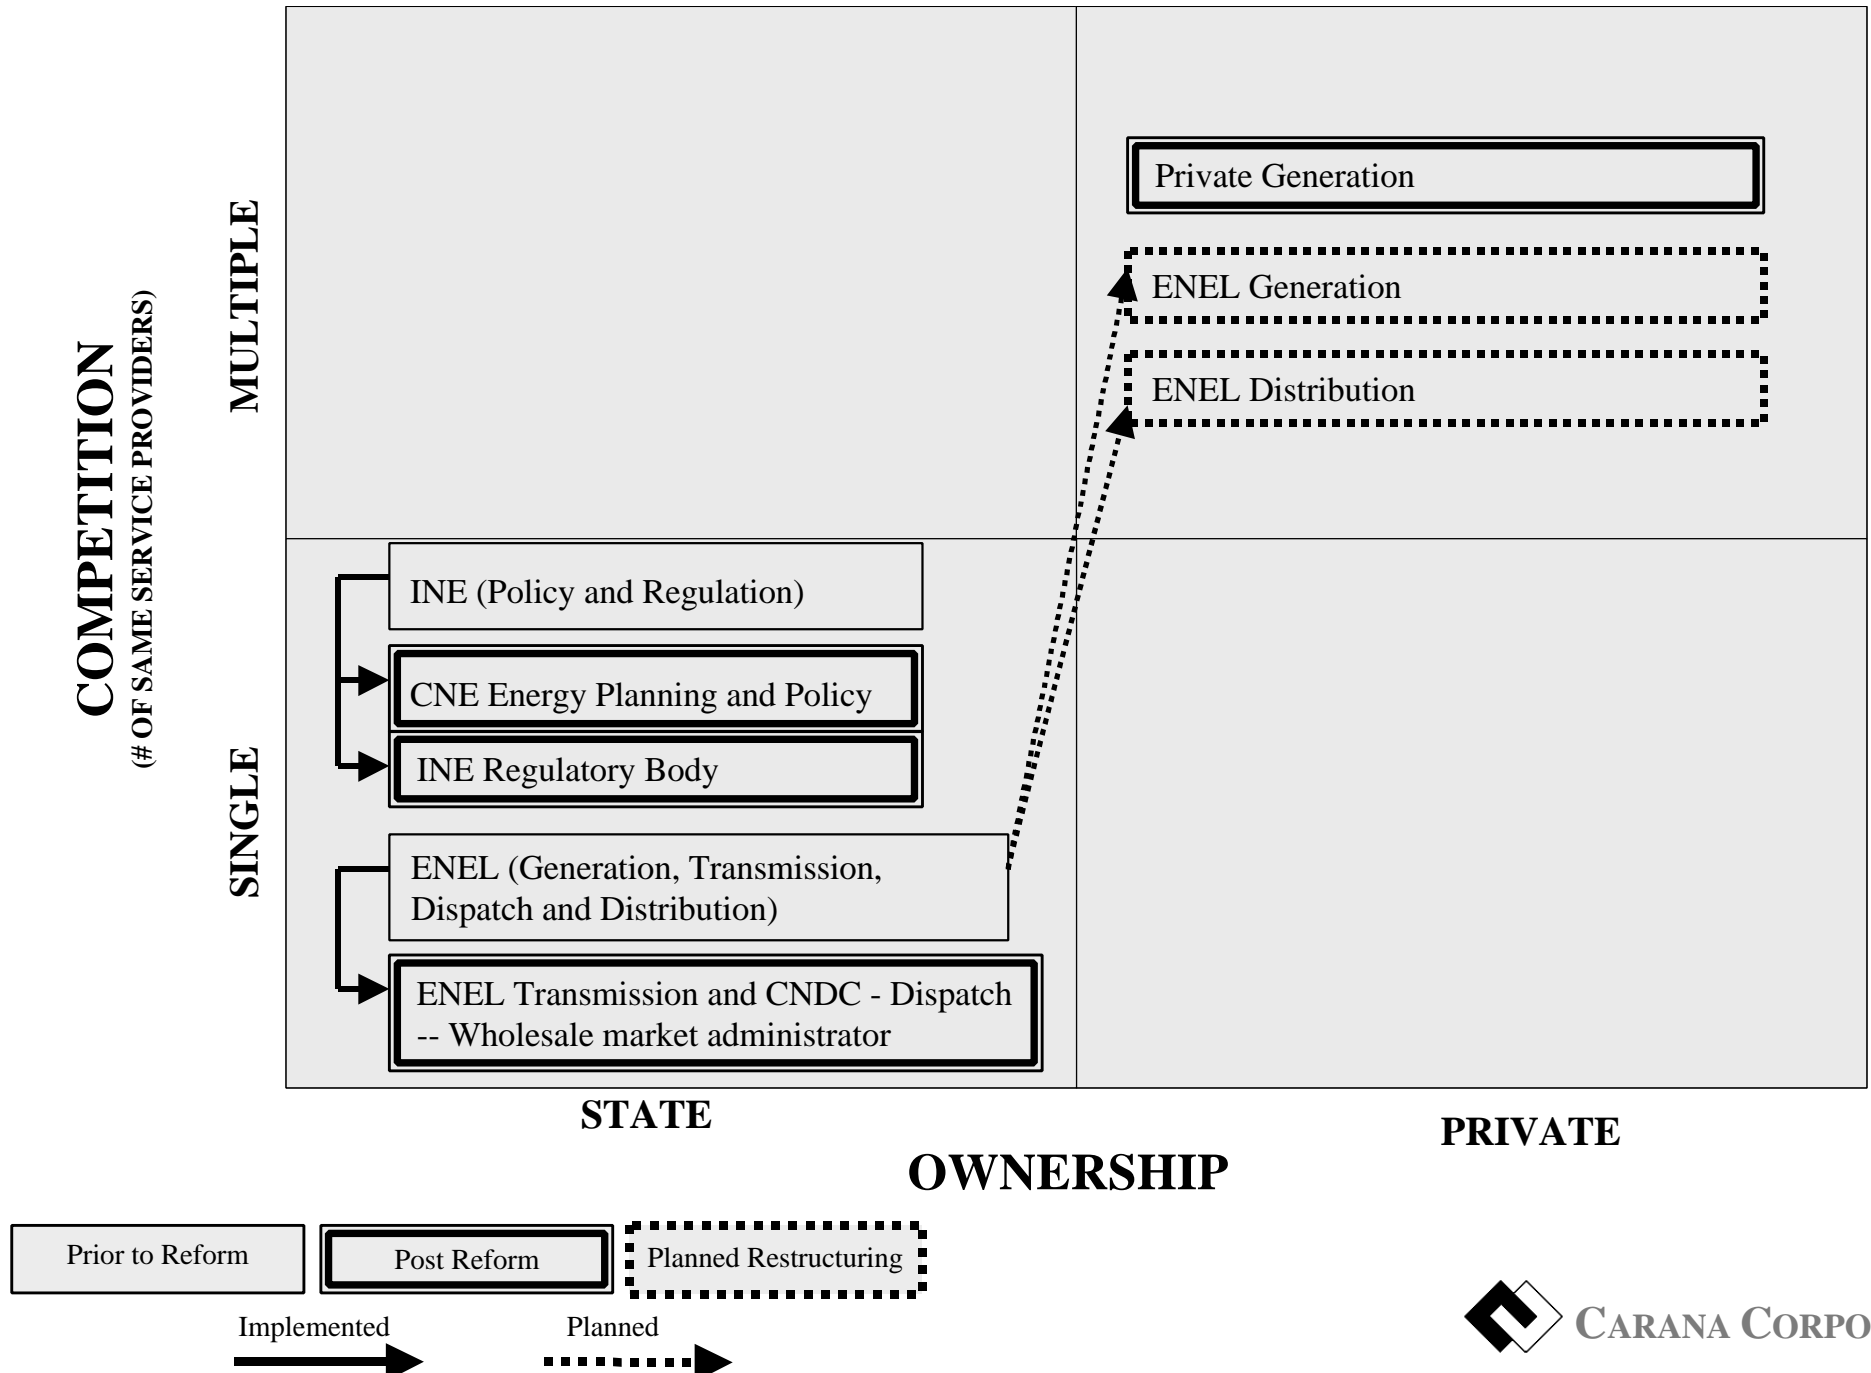 COMPETITION
(# OF SAME SERVICE PROVIDERS)
MULTIPLE
SINGLE
Private Generation
ENEL Generation
ENEL Distribution
INE (Policy and Regulation)
CNE Energy Planning and Policy
INE Regulatory Body
ENEL (Generation, Transmission,
Dispatch and Distribution)
ENEL Transmission and CNDC - Dispatch
-- Wholesale market administrator
STATE
PRIVATE
OWNERSHIP
Prior to Reform
Post Reform
Planned Restructuring
Implemented
Planned
CARANA CORPO